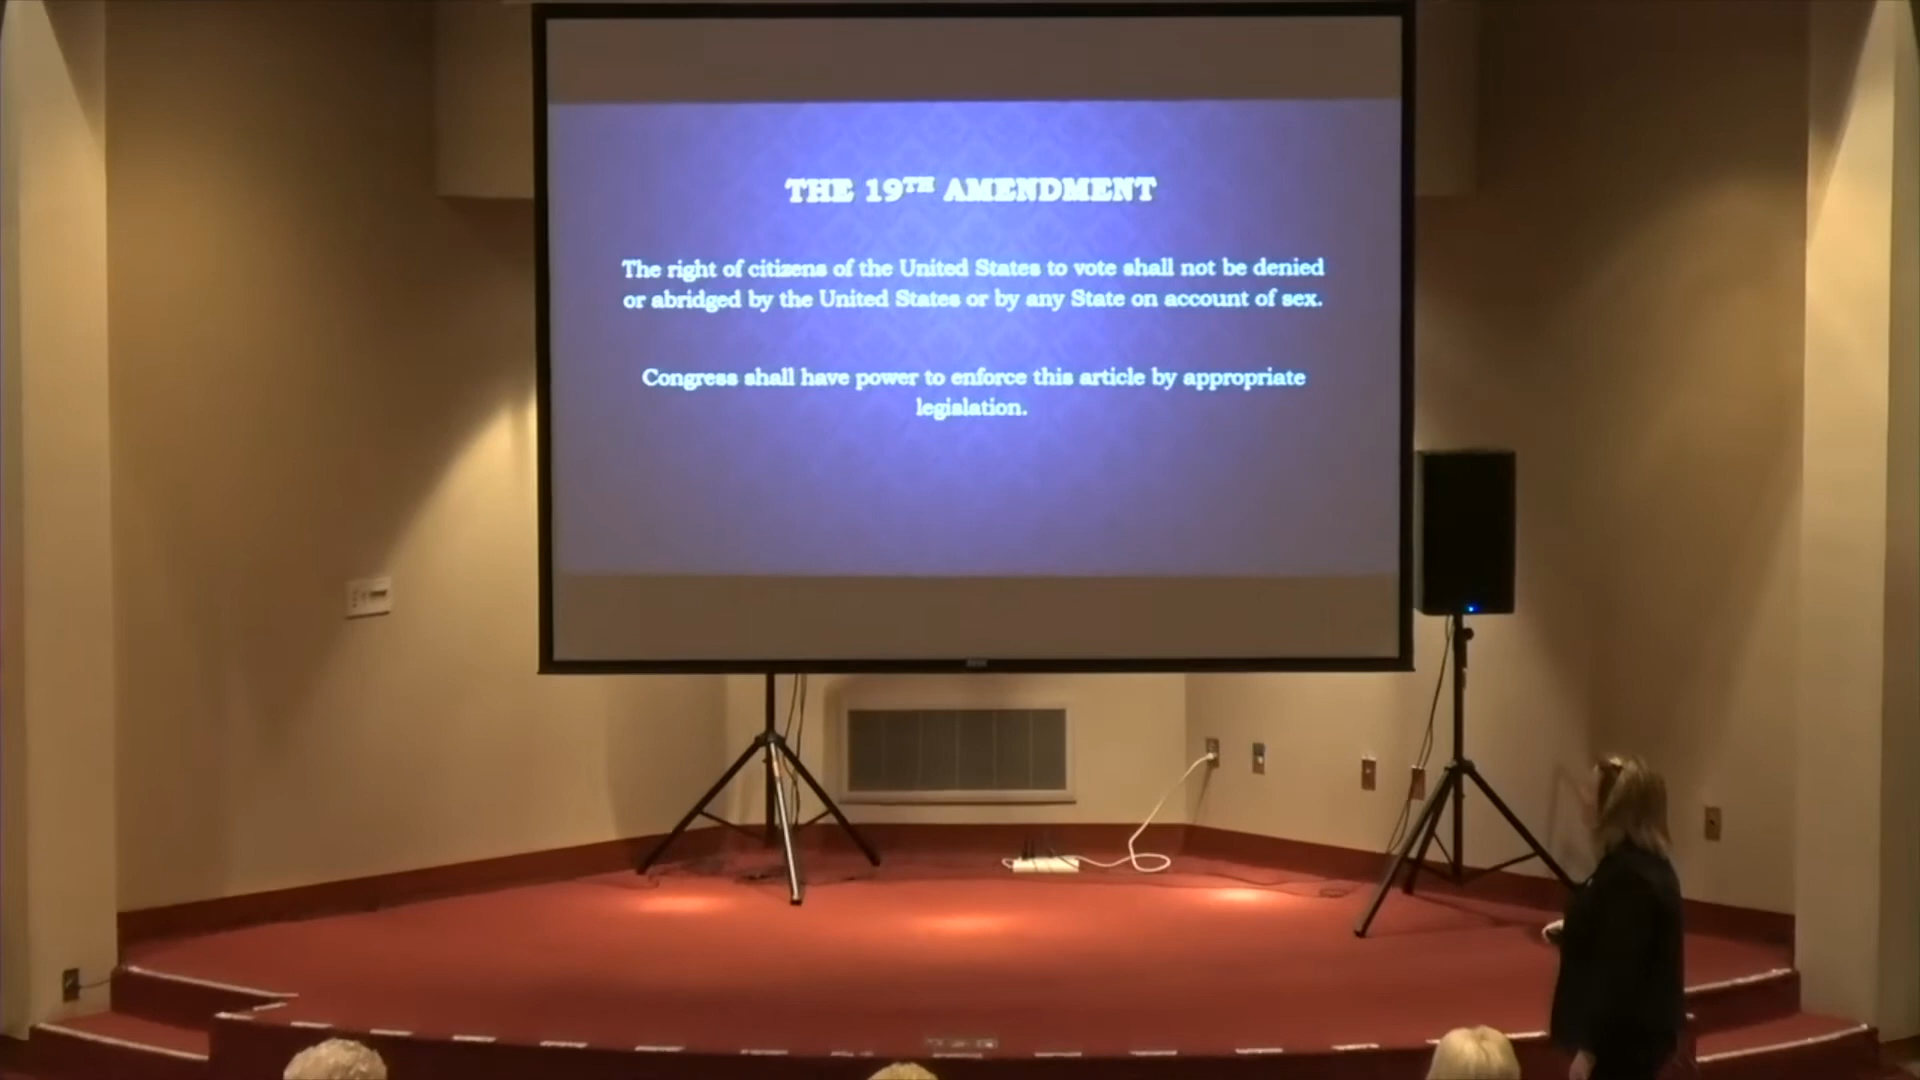 THE 19TH AMENDMENT
The right of citizens of the United States to vote shall not be denied
or abridged by the United States or by any State on account of sex.
Congress shall have power to enforce this article by appropriate
legislation.